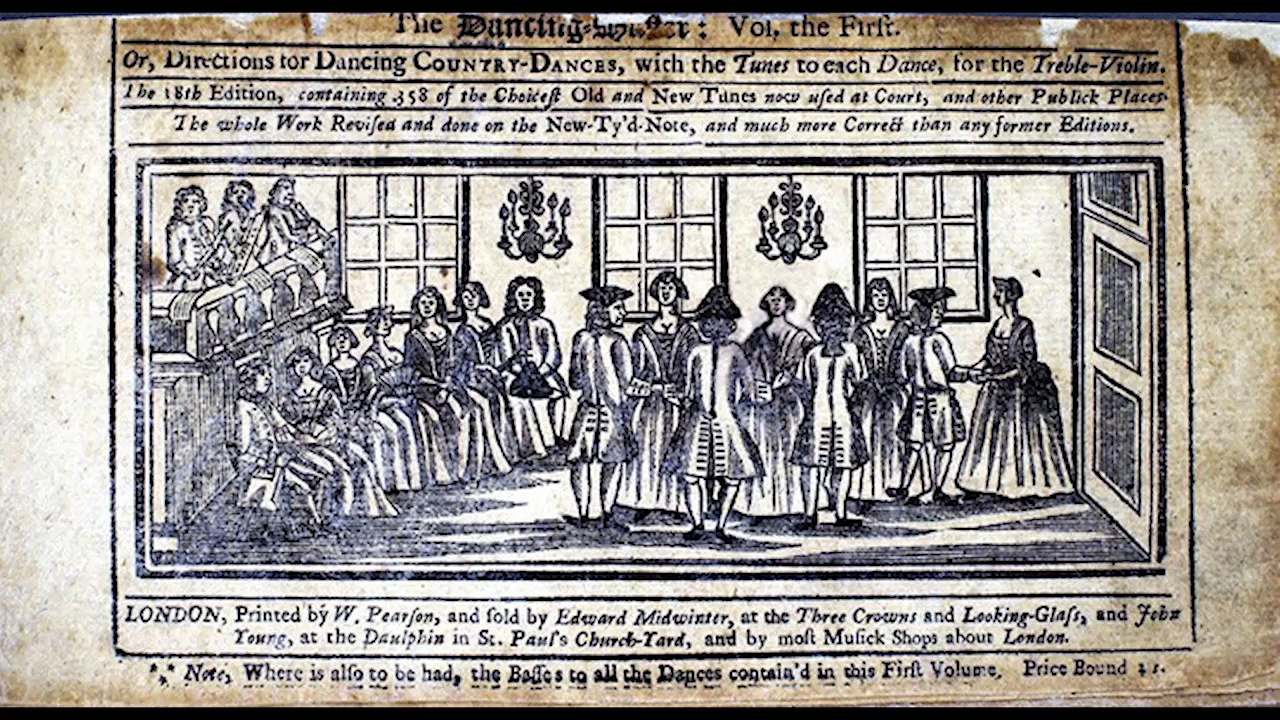 The Dancing-Master: Vol. the Firſt.
Or, Directions for Dancing COUNTRY-DANCES, with the Tunes to each Dance, for the Treble-Violin.
The 18th Edition, containing 358 of the Choiceſt Old and New Tunes now uſed at Court, and other Publick Places.
The whole Work Reviſed and done on the New-Ty'd-Note, and much more Correct than any former Editions.
LONDON, Printed by W. Pearſon, and ſold by Edward Midwinter, at the Three Crowns and Looking-Glaſs, and John
Young, at the Daulphin in St. Paul's Church-Yard, and by moſt Muſick Shops about London.
*⁎* Note, Where is alſo to be had, the Baſſes to all the Dances contain'd in this Firſt Volume, Price Bound